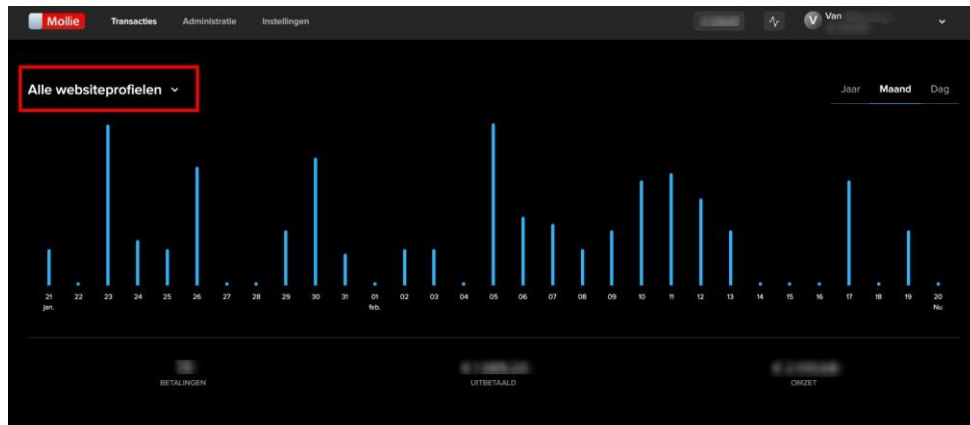 Mollie Transacties Administratie Instellingen V Van
Alle websiteprofielen Jaar Maand Dag
21 22 23 24 25 26 27 28 29 30 31 01 02 03 04 05 06 07 08 09 10 11 12 13 14 15 16 17 18 19 20
jan. feb. Nu
BETALINGEN UITBETAALD OMZET